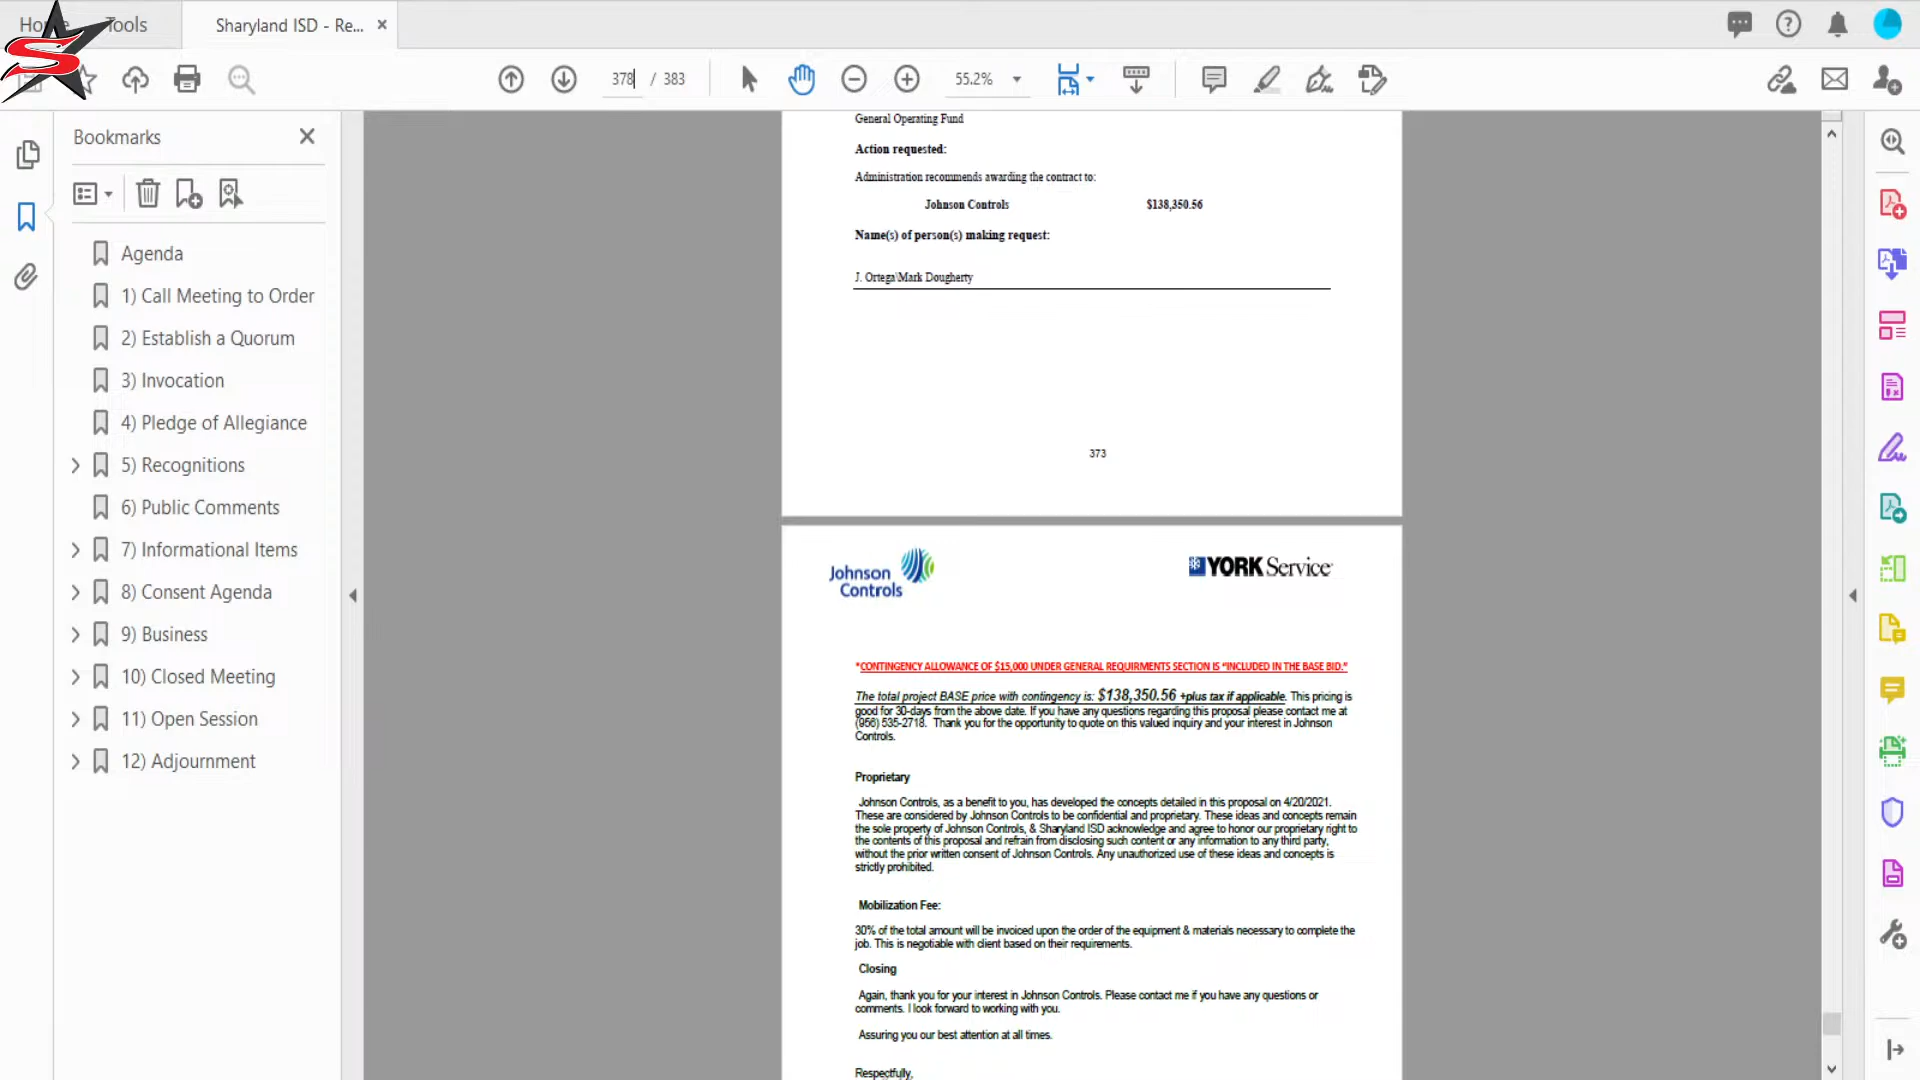 Home Tools Sharyland ISD - Re...
378 / 383 55.2%
Bookmarks
Agenda
1) Call Meeting to Order
2) Establish a Quorum
3) Invocation
4) Pledge of Allegiance
5) Recognitions
6) Public Comments
7) Informational Items
8) Consent Agenda
9) Business
10) Closed Meeting
11) Open Session
12) Adjournment
General Operating Fund
Action requested:
Administration recommends awarding the contract to:
Johnson Controls $138,350.56
Name(s) of person(s) making request:
J. Ortega\Mark Dougherty
373
Johnson
Controls
YORK Service
*CONTINGENCY ALLOWANCE OF $15,000 UNDER GENERAL REQUIRMENTS SECTION IS “INCLUDED IN THE BASE BID.”
The total project BASE price with contingency is: $138,350.56 +plus tax if applicable. This pricing is
good for 30-days from the above date. If you have any questions regarding this proposal please contact me at
(956) 535-2718. Thank you for the opportunity to quote on this valued inquiry and your interest in Johnson
Controls.
Proprietary
Johnson Controls, as a benefit to you, has developed the concepts detailed in this proposal on 4/20/2021.
These are considered by Johnson Controls to be confidential and proprietary. These ideas and concepts remain
the sole property of Johnson Controls, & Sharyland ISD acknowledge and agree to honor our proprietary right to
the contents of this proposal and refrain from disclosing such content or any information to any third party,
without the prior written consent of Johnson Controls. Any unauthorized use of these ideas and concepts is
strictly prohibited.
Mobilization Fee:
30% of the total amount will be invoiced upon the order of the equipment & materials necessary to complete the
job. This is negotiable with client based on their requirements.
Closing
Again, thank you for your interest in Johnson Controls. Please contact me if you have any questions or
comments. I look forward to working with you.
Assuring you our best attention at all times.
Respectfully,